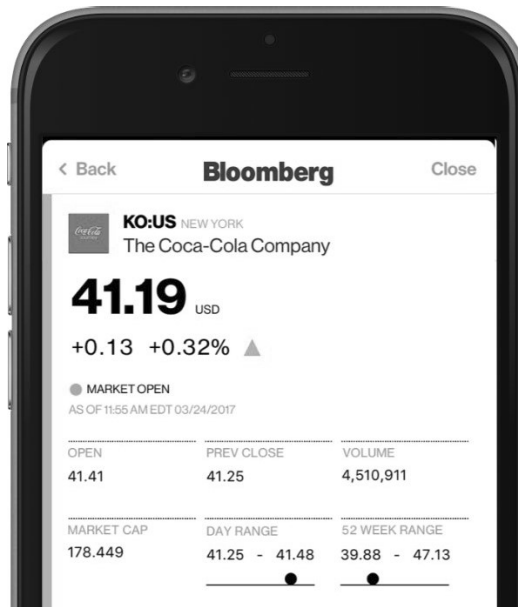 < Back Bloomberg Close
Coca-Cola
KO:US NEW YORK
The Coca-Cola Company
41.19 USD
+0.13 +0.32%
MARKET OPEN
AS OF 11:55 AM EDT 03/24/2017
OPEN PREV CLOSE VOLUME
41.41 41.25 4,510,911
MARKET CAP DAY RANGE 52 WEEK RANGE
178.449 41.25 - 41.48 39.88 - 47.13